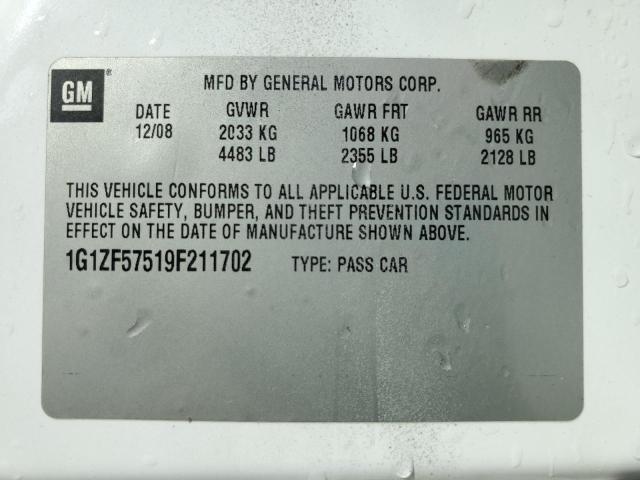 GM®
MFD BY GENERAL MOTORS CORP.
DATE GVWR GAWR FRT GAWR RR
12/08 2033 KG 1068 KG 965 KG
4483 LB 2355 LB 2128 LB
THIS VEHICLE CONFORMS TO ALL APPLICABLE U.S. FEDERAL MOTOR
VEHICLE SAFETY, BUMPER, AND THEFT PREVENTION STANDARDS IN
EFFECT ON THE DATE OF MANUFACTURE SHOWN ABOVE.
1G1ZF57519F211702 TYPE: PASS CAR